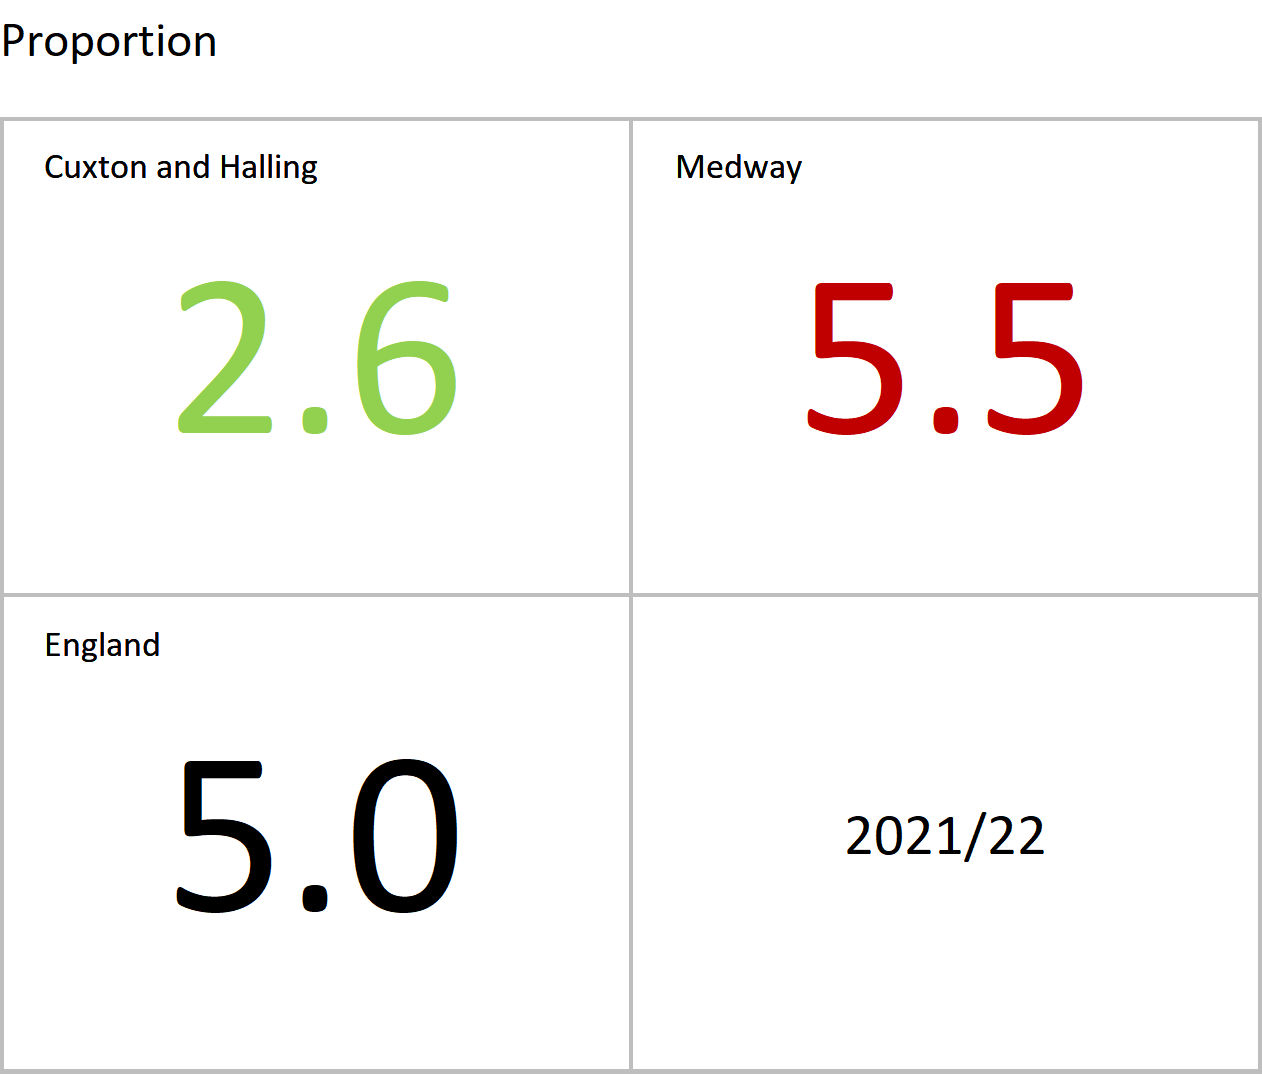 Proportion
Cuxton and Halling
2.6
Medway
5.5
England
5.0
2021/22